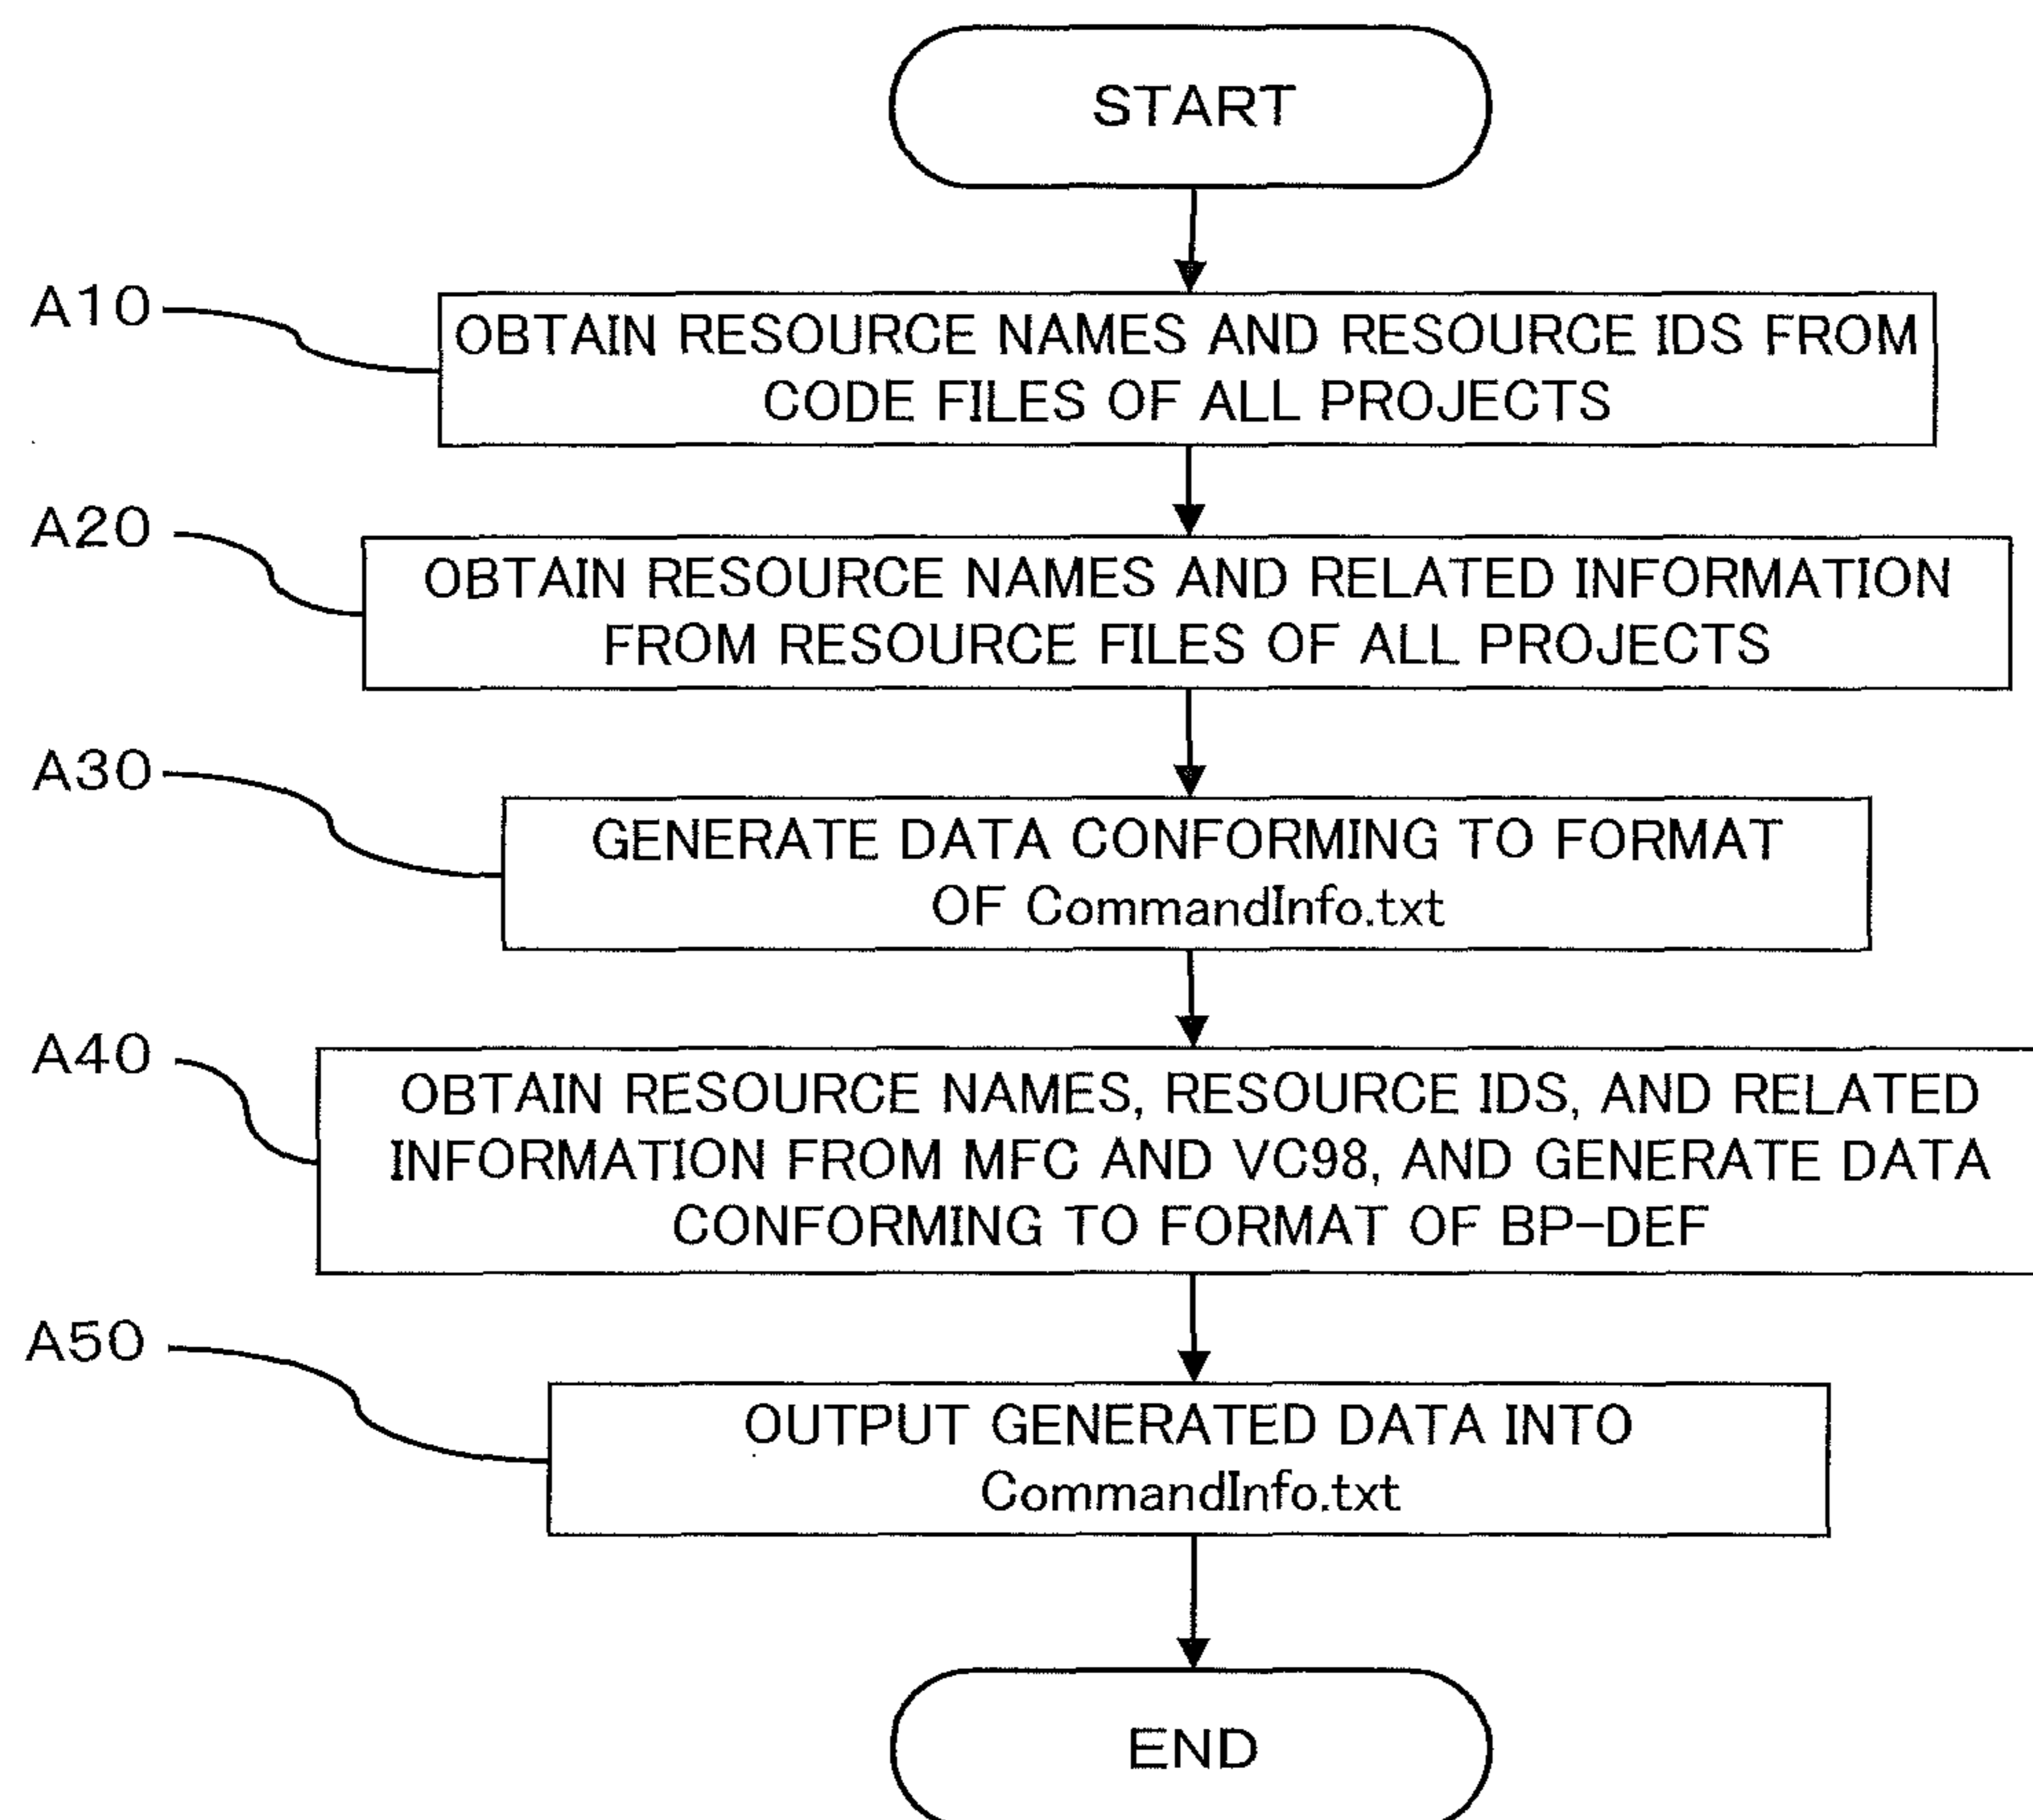 START
A10
OBTAIN RESOURCE NAMES AND RESOURCE IDS FROM
CODE FILES OF ALL PROJECTS
A20
OBTAIN RESOURCE NAMES AND RELATED INFORMATION
FROM RESOURCE FILES OF ALL PROJECTS
A30
GENERATE DATA CONFORMING TO FORMAT
OF CommandInfo.txt
A40
OBTAIN RESOURCE NAMES, RESOURCE IDS, AND RELATED
INFORMATION FROM MFC AND VC98, AND GENERATE DATA
CONFORMING TO FORMAT OF BP-DEF
A50
OUTPUT GENERATED DATA INTO
CommandInfo.txt
END